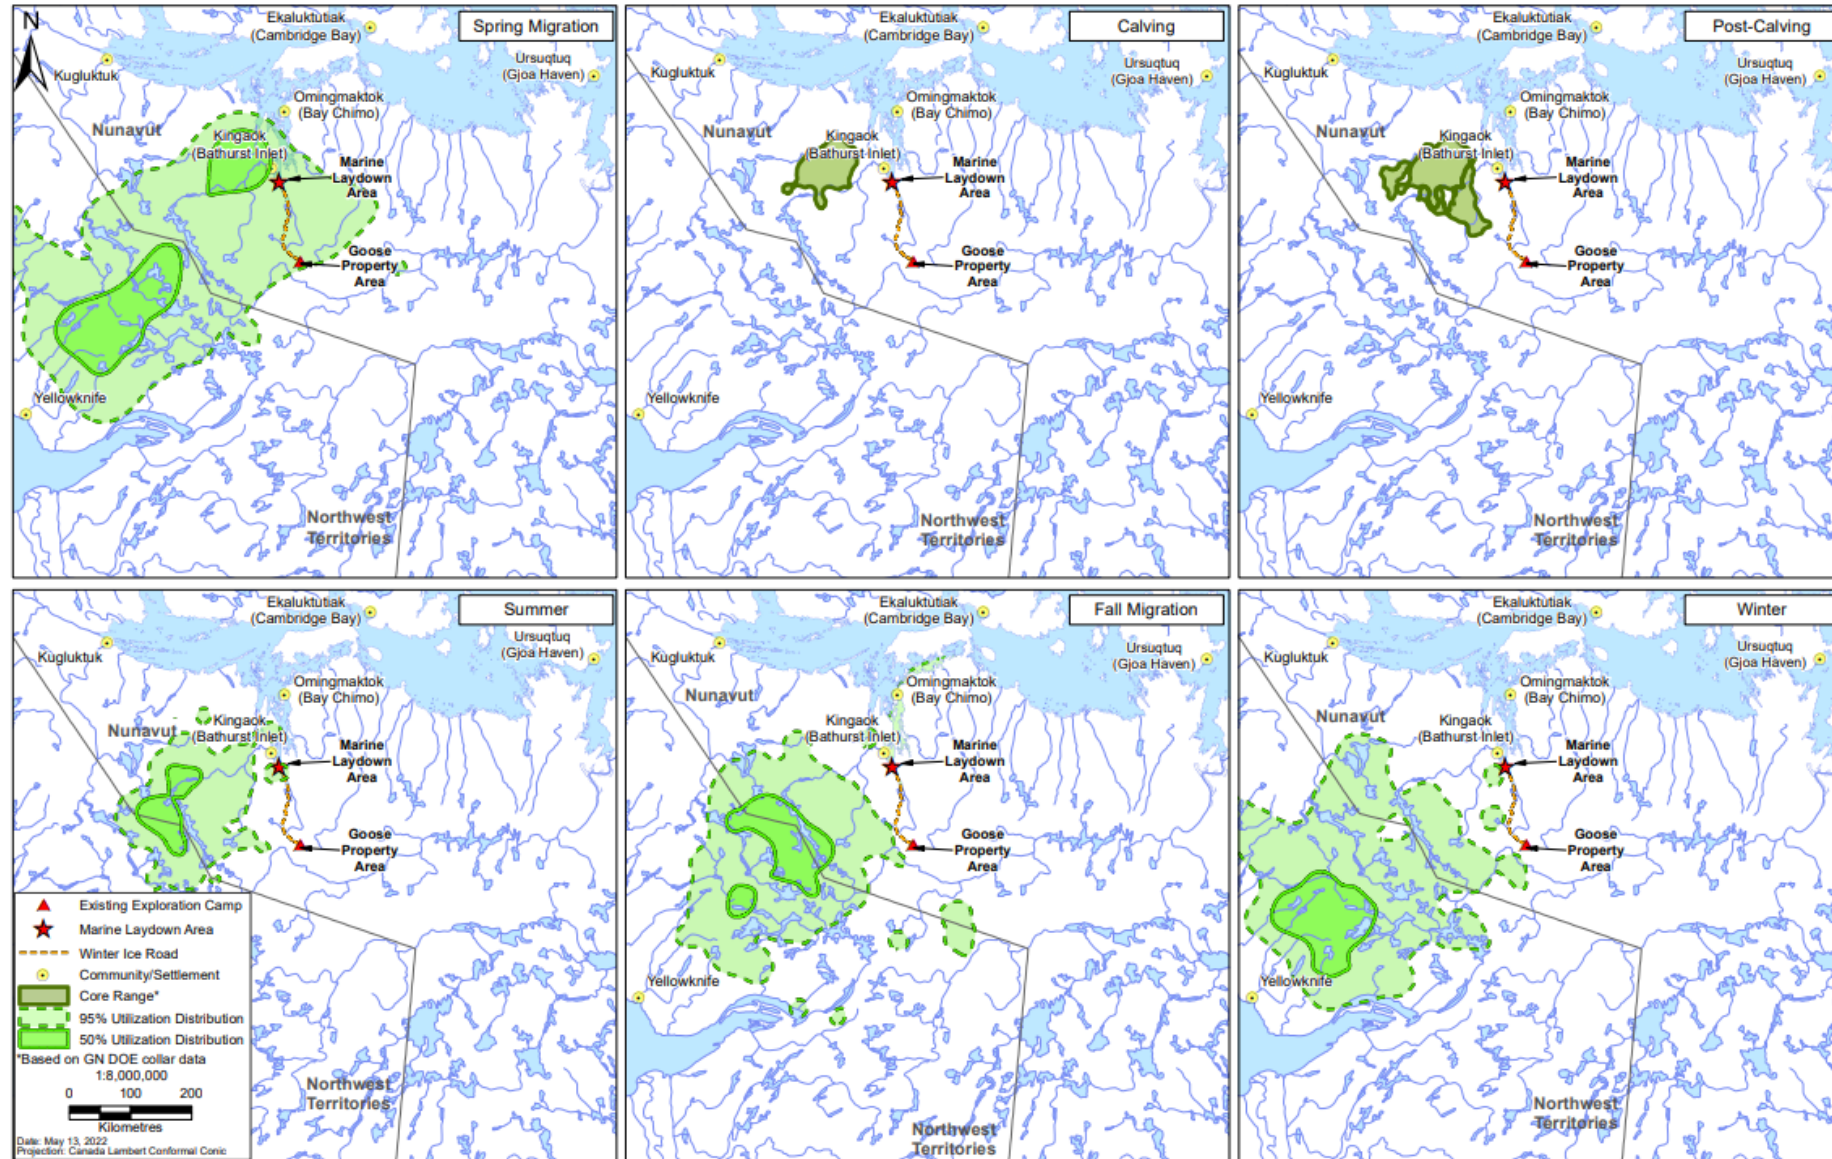 N
Ekaluktutiak
(Cambridge Bay)
Spring Migration
Ursuqtuq
(Gjoa Haven)
Kugluktuk
Omingmaktok
(Bay Chimo)
Nunavut
Kingaok
(Bathurst Inlet)
Marine
Laydown
Area
Goose
Property
Area
Yellowknife
Northwest
Territories
Ekaluktutiak
(Cambridge Bay)
Calving
Ursuqtuq
(Gjoa Haven)
Kugluktuk
Omingmaktok
(Bay Chimo)
Nunavut
Kingaok
(Bathurst Inlet)
Marine
Laydown
Area
Goose
Property
Area
Yellowknife
Northwest
Territories
Ekaluktutiak
(Cambridge Bay)
Post-Calving
Ursuqtuq
(Gjoa Haven)
Kugluktuk
Omingmaktok
(Bay Chimo)
Nunavut
Kingaok
(Bathurst Inlet)
Marine
Laydown
Area
Goose
Property
Area
Yellowknife
Northwest
Territories
Ekaluktutiak
(Cambridge Bay)
Summer
Ursuqtuq
(Gjoa Haven)
Kugluktuk
Omingmaktok
(Bay Chimo)
Nunavut
Kingaok
(Bathurst Inlet)
Marine
Laydown
Area
Goose
Property
Area
Existing Exploration Camp
Marine Laydown Area
Winter Ice Road
Community/Settlement
Core Range*
95% Utilization Distribution
50% Utilization Distribution
*Based on GN DOE collar data
1:8,000,000
0 100 200
Kilometres
Date: May 13, 2022
Projection: Canada Lambert Conformal Conic
Northwest
Territories
Ekaluktutiak
(Cambridge Bay)
Fall Migration
Ursuqtuq
(Gjoa Haven)
Kugluktuk
Omingmaktok
(Bay Chimo)
Nunavut
Kingaok
(Bathurst Inlet)
Marine
Laydown
Area
Goose
Property
Area
Yellowknife
Northwest
Territories
Ekaluktutiak
(Cambridge Bay)
Winter
Ursuqtuq
(Gjoa Haven)
Kugluktuk
Omingmaktok
(Bay Chimo)
Nunavut
Kingaok
(Bathurst Inlet)
Marine
Laydown
Area
Goose
Property
Area
Yellowknife
Northwest
Territories